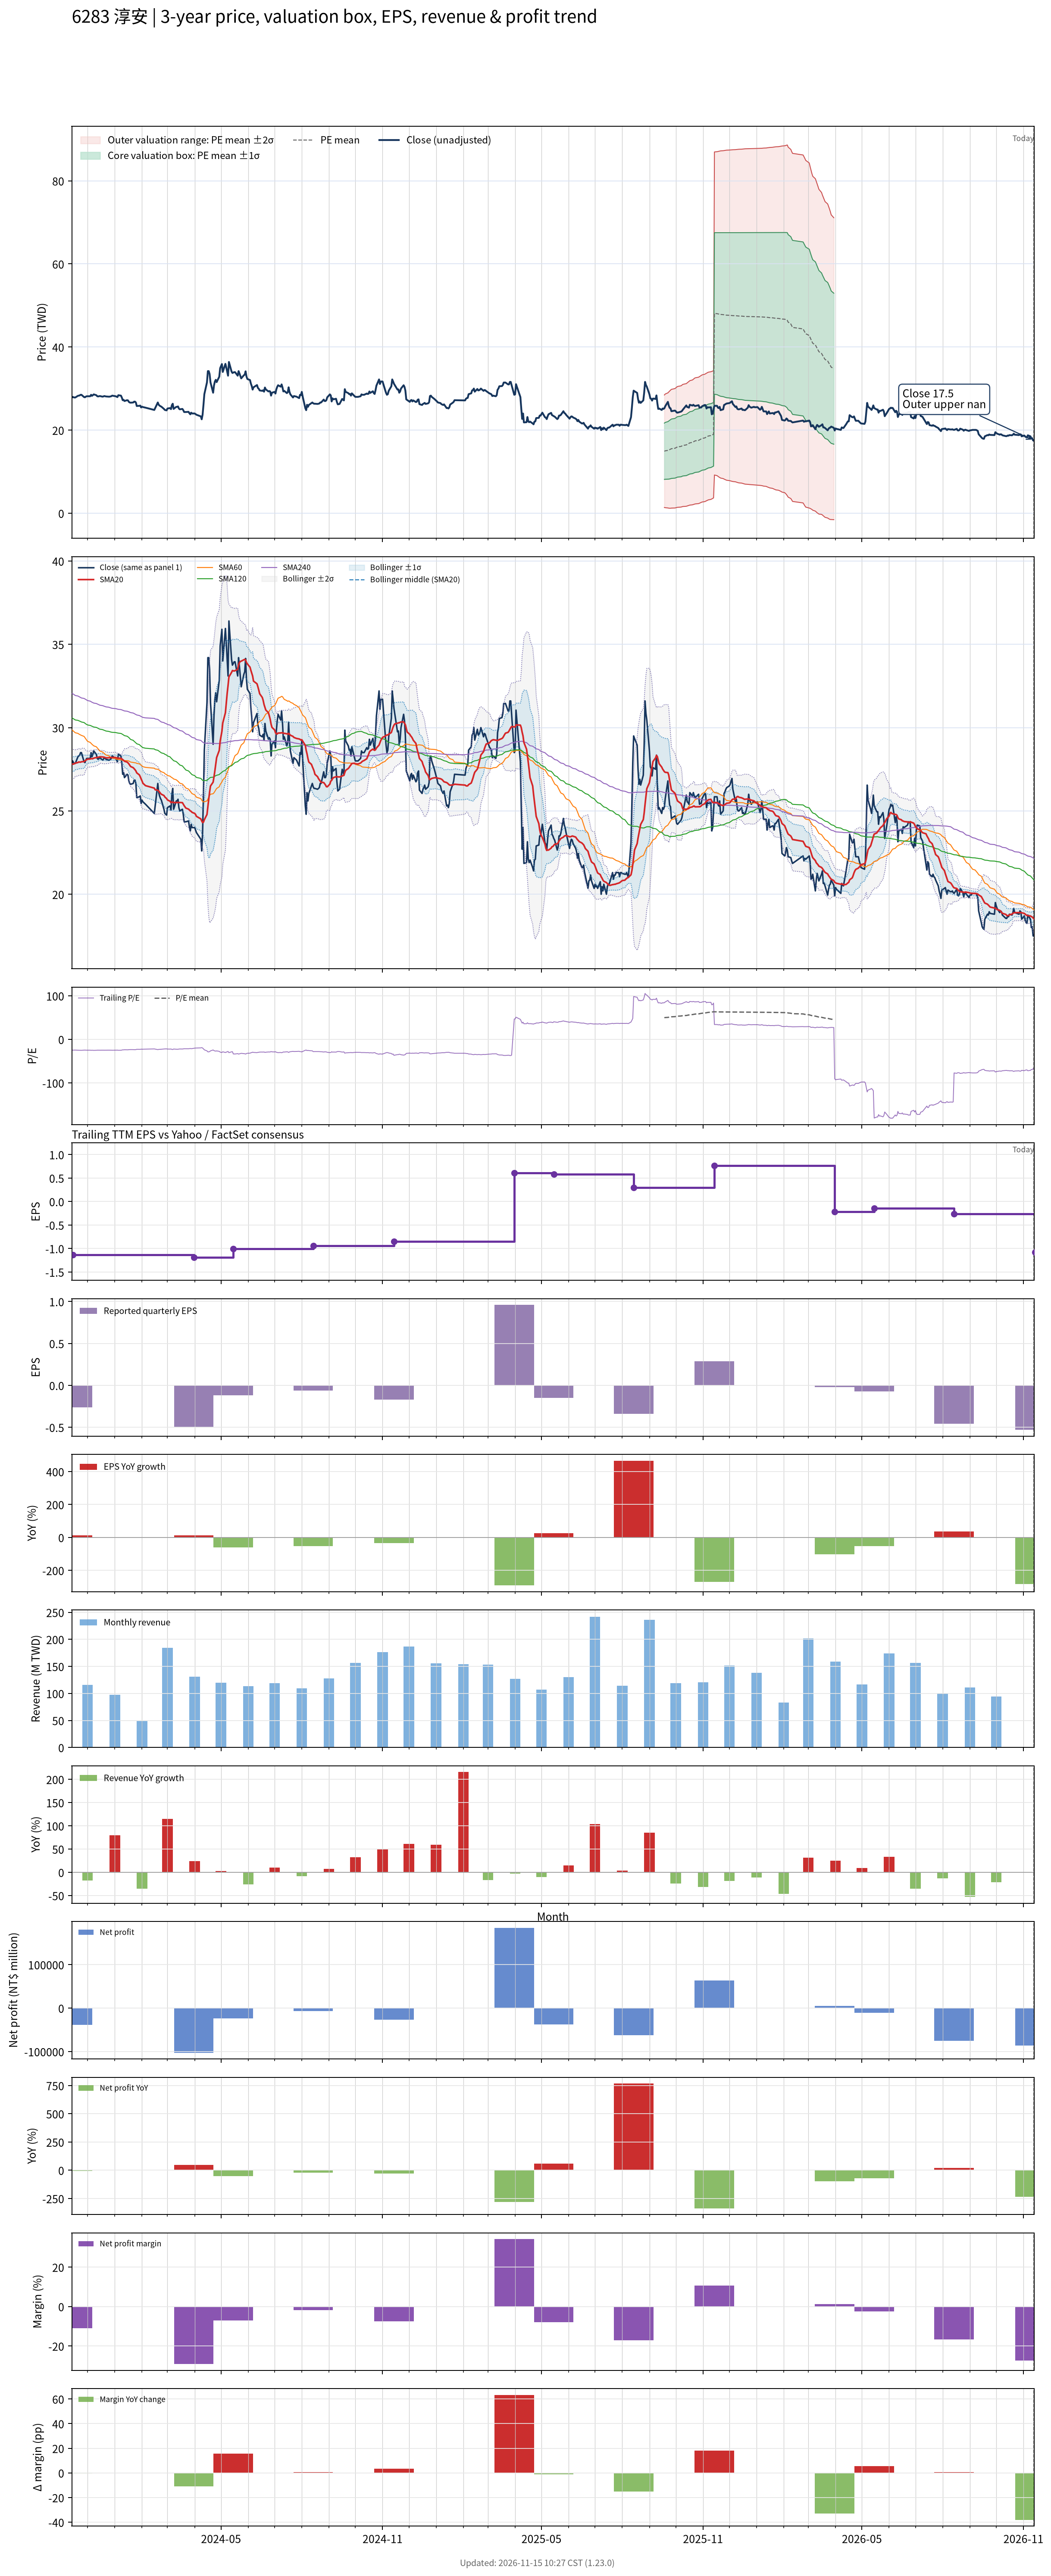 6283 淳安 | 3-year price, valuation box, EPS, revenue & profit trend
Outer valuation range: PE mean ±2σ
Core valuation box: PE mean ±1σ
PE mean
Close (unadjusted)
Today
Price (TWD)
80
60
40
20
0
Close 17.5
Outer upper nan
Close (same as panel 1)
SMA20
SMA60
SMA120
SMA240
Bollinger ±2σ
Bollinger ±1σ
Bollinger middle (SMA20)
Price
40
35
30
25
20
Trailing P/E
P/E mean
P/E
100
0
-100
Trailing TTM EPS vs Yahoo / FactSet consensus
Today
EPS
1.0
0.5
0.0
-0.5
-1.0
-1.5
Reported quarterly EPS
EPS
1.0
0.5
0.0
-0.5
EPS YoY growth
YoY (%)
400
200
0
-200
Monthly revenue
Revenue (M TWD)
250
200
150
100
50
0
Revenue YoY growth
YoY (%)
200
150
100
50
0
-50
Month
Net profit
Net profit (NT$ million)
100000
0
-100000
Net profit YoY
YoY (%)
750
500
250
0
-250
Net profit margin
Margin (%)
20
0
-20
Margin YoY change
Δ margin (pp)
60
40
20
0
-20
-40
2024-05
2024-11
2025-05
2025-11
2026-05
2026-11
Updated: 2026-11-15 10:27 CST (1.23.0)